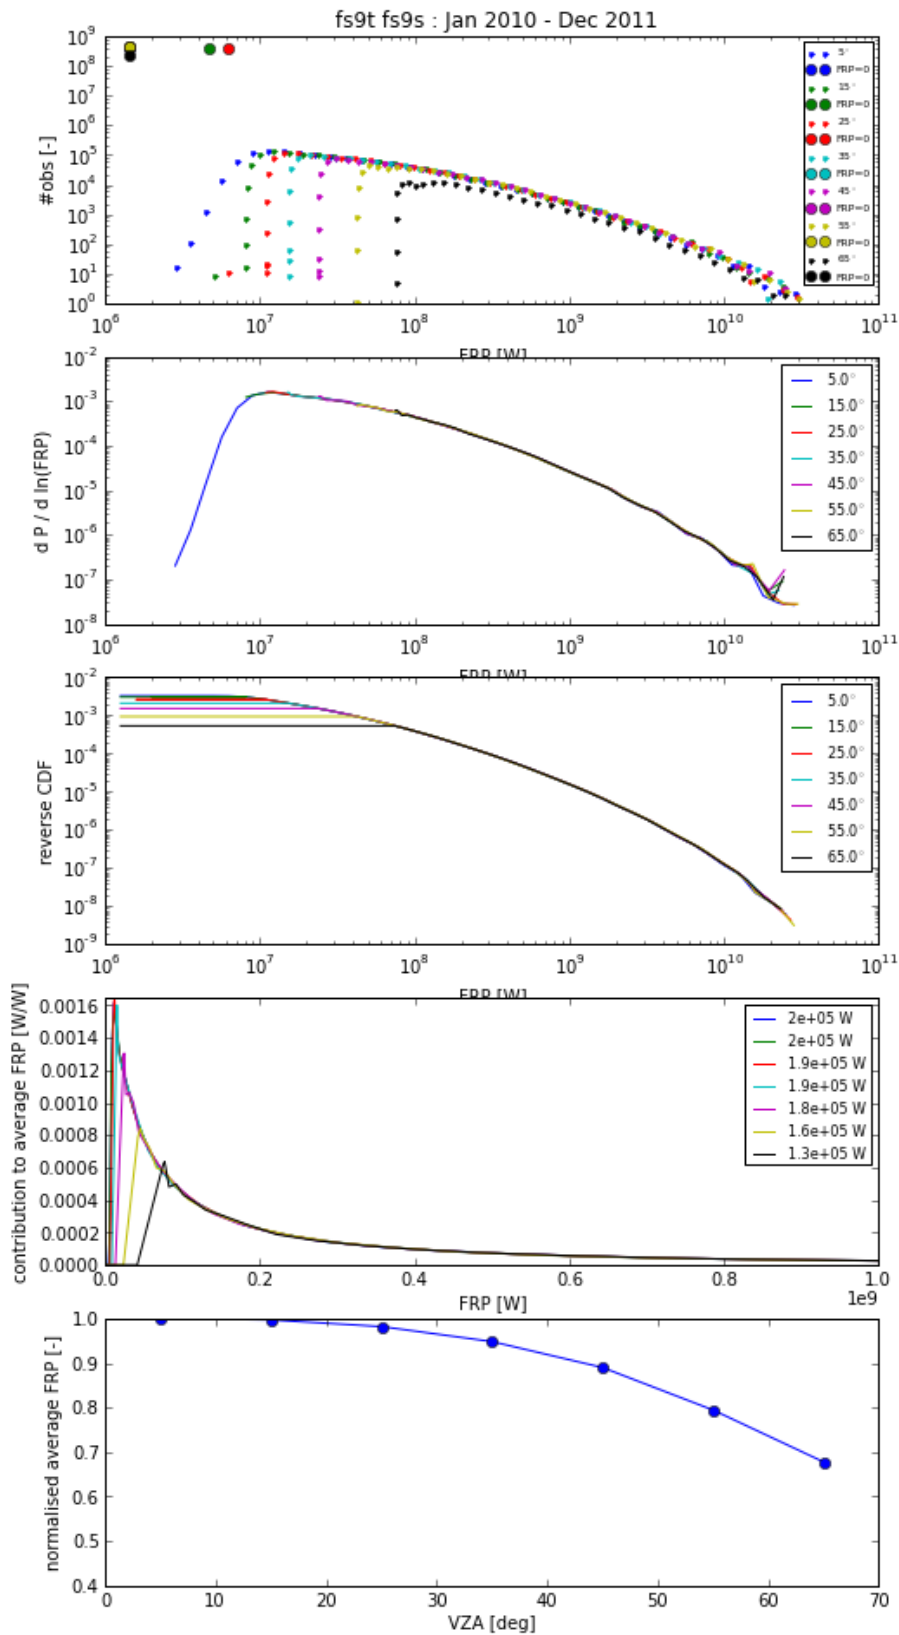 fs9t fs9s : Jan 2010 - Dec 2011
#obs [-]
10^9
10^8
10^7
10^6
10^5
10^4
10^3
10^2
10^1
10^0
5°
FRP=0
15°
FRP=0
25°
FRP=0
35°
FRP=0
45°
FRP=0
55°
FRP=0
65°
FRP=0
10^6 10^7 10^8 10^9 10^10 10^11
FRP [W]
d P / d ln(FRP)
10^-2
10^-3
10^-4
10^-5
10^-6
10^-7
10^-8
5.0°
15.0°
25.0°
35.0°
45.0°
55.0°
65.0°
10^6 10^7 10^8 10^9 10^10 10^11
FRP [W]
reverse CDF
10^-2
10^-3
10^-4
10^-5
10^-6
10^-7
10^-8
10^-9
5.0°
15.0°
25.0°
35.0°
45.0°
55.0°
65.0°
10^6 10^7 10^8 10^9 10^10 10^11
FRP [W]
contribution to average FRP [W/W]
0.0016
0.0014
0.0012
0.0010
0.0008
0.0006
0.0004
0.0002
0.0000
2e+05 W
2e+05 W
1.9e+05 W
1.9e+05 W
1.8e+05 W
1.6e+05 W
1.3e+05 W
0.0 0.2 0.4 0.6 0.8 1.0
1e9
FRP [W]
normalised average FRP [-]
1.0
0.9
0.8
0.7
0.6
0.5
0.4
0 10 20 30 40 50 60 70
VZA [deg]